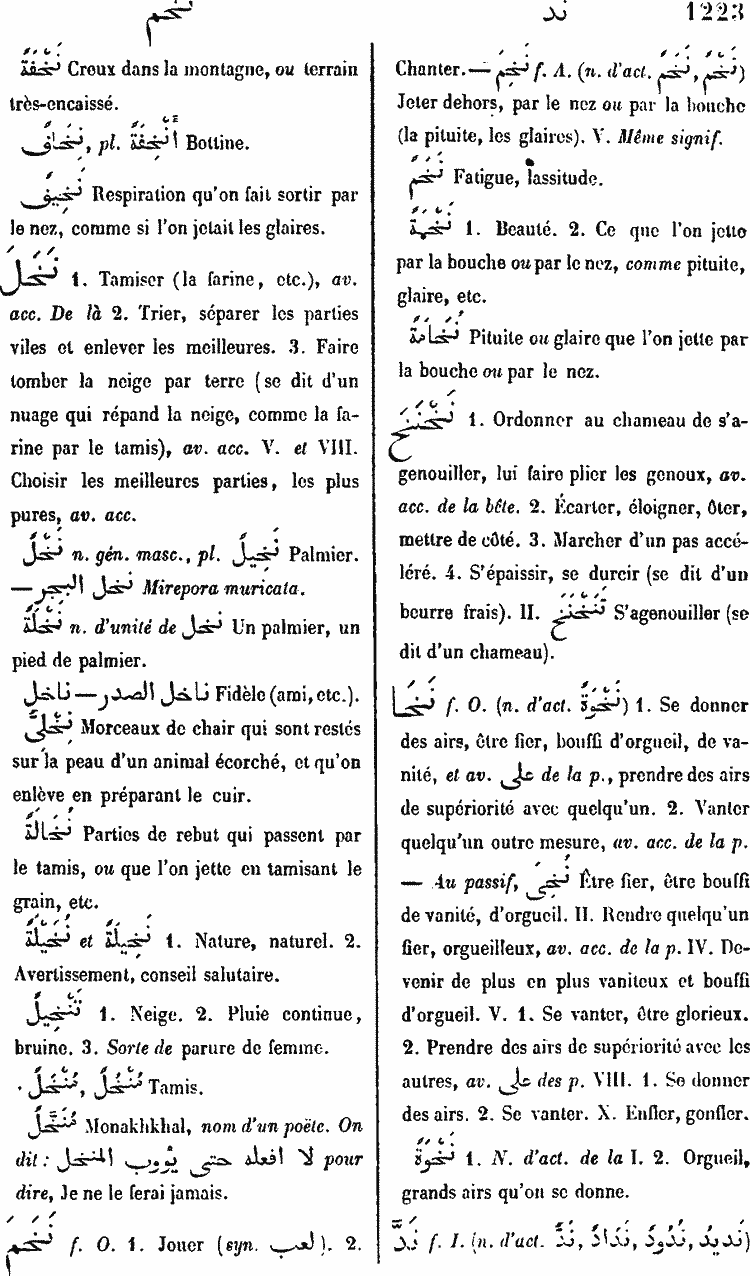 نخم
ند
1223
نَخْفَةٌ Creux dans la montagne, ou terrain
très-encaissé.
نِخَافٌ, pl. أَنْخِفَةٌ Bottine.
نَخِيفٌ Respiration qu'on fait sortir par
le nez, comme si l'on jetait les glaires.
نَخَلَ 1. Tamiser (la farine, etc.), av.
acc. De là 2. Trier, séparer les parties
viles et enlever les meilleures. 3. Faire
tomber la neige par terre (se dit d'un
nuage qui répand la neige, comme la fa-
rine par le tamis), av. acc. V. et VIII.
Choisir les meilleures parties, les plus
pures, av. acc.
نَخْلٌ n. gén. masc., pl. نَخِيلٌ Palmier.
— نخل البحر Mirepora muricata.
نَخْلَةٌ n. d'unité de نخل Un palmier, un
pied de palmier.
ناخل — ناخل الصدر Fidèle (ami, etc.).
Morceaux de chair qui sont restés
sur la peau d'un animal écorché, et qu'on
enlève en préparant le cuir.
نُخَالَةٌ Parties de rebut qui passent par
le tamis, ou que l'on jette en tamisant le
grain, etc.
نُخَيْلَةٌ et نَخِيلَةٌ 1. Nature, naturel. 2.
Avertissement, conseil salutaire.
تَنْخِيلٌ 1. Neige. 2. Pluie continue,
bruine. 3. Sorte de parure de femme.
مُنْخُلٌ, مُنْخَلٌ Tamis.
مُنَخَّلٌ Monakhkhal, nom d'un poëte. On
dit : لا افعله حتى يؤوب المنخل pour
dire, Je ne le ferai jamais.
نَخَمَ f. O. 1. Jouer (syn. لعب). 2.
Chanter. — نَخِمَ f. A. (n. d'act. نَخَمٌ, نَخْمٌ)
Jeter dehors, par le nez ou par la bouche
(la pituite, les glaires). V. Même signif.
نَخْمٌ Fatigue, lassitude.
نَخْمَةٌ 1. Beauté. 2. Ce que l'on jette
par la bouche ou par le nez, comme pituite,
glaire, etc.
نُخَامَةٌ Pituite ou glaire que l'on jette par
la bouche ou par le nez.
نَخْنَخَ 1. Ordonner au chameau de s'a-
genouiller, lui faire plier les genoux, av.
acc. de la bête. 2. Écarter, éloigner, ôter,
mettre de côté. 3. Marcher d'un pas accé-
léré. 4. S'épaissir, se durcir (se dit d'un
beurre frais). II. تَنَخْنَخَ S'agenouiller (se
dit d'un chameau).
نَخَا f. O. (n. d'act. نَخْوَةٌ) 1. Se donner
des airs, être fier, bouffi d'orgueil, de va-
nité, et av. على de la p., prendre des airs
de supériorité avec quelqu'un. 2. Vanter
quelqu'un outre mesure, av. acc. de la p.
— Au passif, نُخِيَ Être fier, être bouffi
de vanité, d'orgueil. II. Rendre quelqu'un
fier, orgueilleux, av. acc. de la p. IV. De-
venir de plus en plus vaniteux et bouffi
d'orgueil. V. 1. Se vanter, être glorieux.
2. Prendre des airs de supériorité avec les
autres, av. على des p. VIII. 1. Se donner
des airs. 2. Se vanter. X. Enfler, gonfler.
نَخْوَةٌ 1. N. d'act. de la I. 2. Orgueil,
grands airs qu'on se donne.
نَدَّ f. I. (n. d'act. نَدٌّ, نَدَادٌ, نُدُودٌ, نَدِيدٌ)